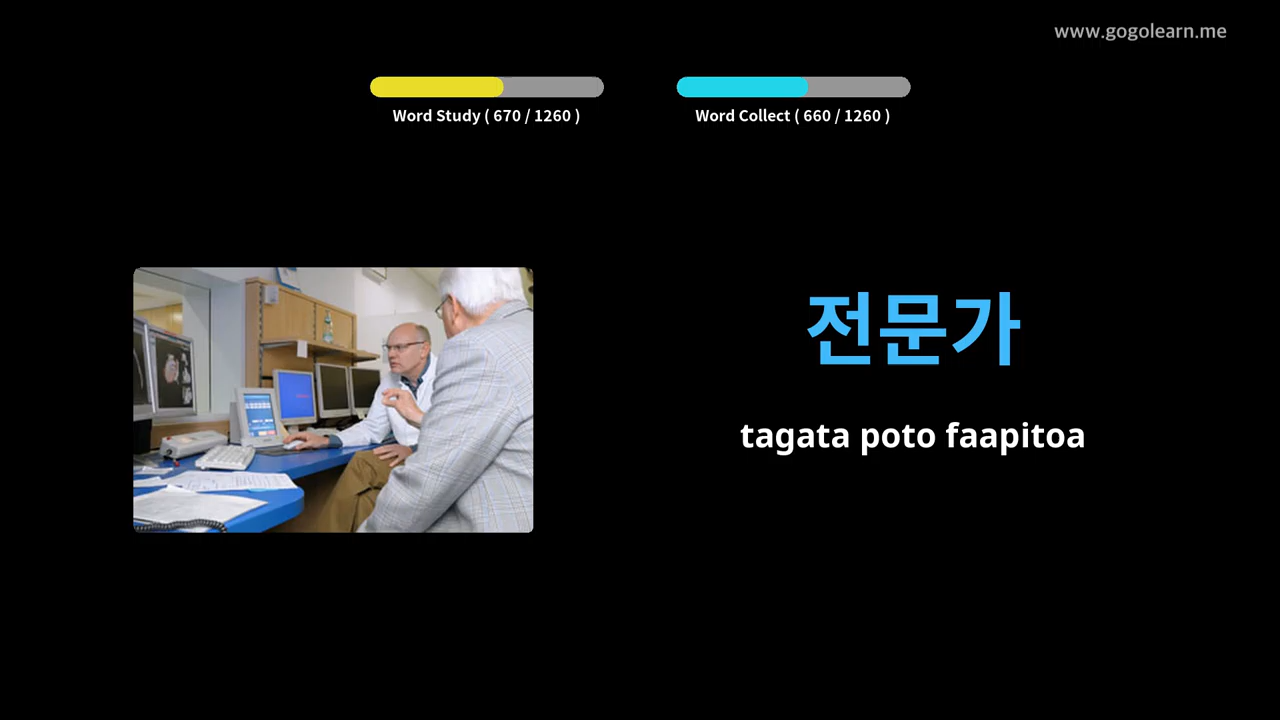 www.gogolearn.me
Word Study ( 670 / 1260 )
Word Collect ( 660 / 1260 )
전문가
tagata poto faapitoa